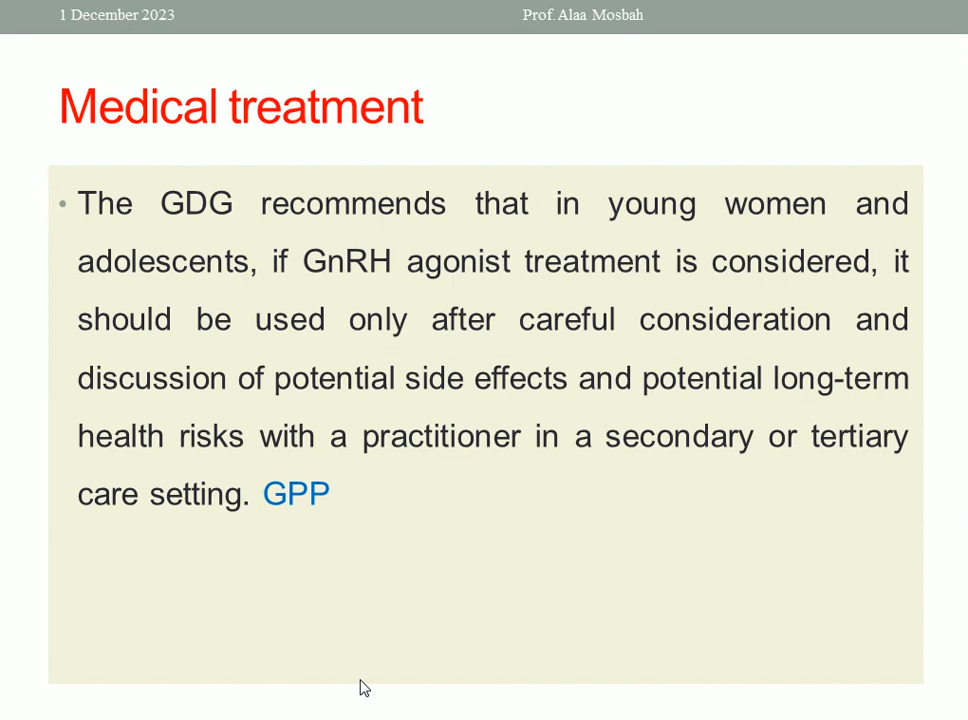 1 December 2023 Prof. Alaa Mosbah
Medical treatment
• The GDG recommends that in young women and
adolescents, if GnRH agonist treatment is considered, it
should be used only after careful consideration and
discussion of potential side effects and potential long-term
health risks with a practitioner in a secondary or tertiary
care setting. GPP